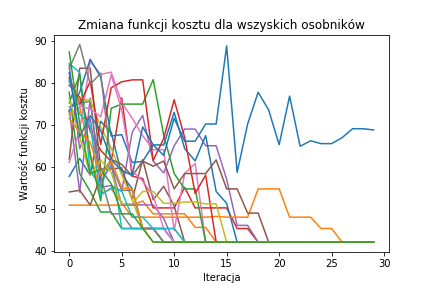 Zmiana funkcji kosztu dla wszyskich osobników
Wartość funkcji kosztu
90
80
70
60
50
40
0 5 10 15 20 25 30
Iteracja